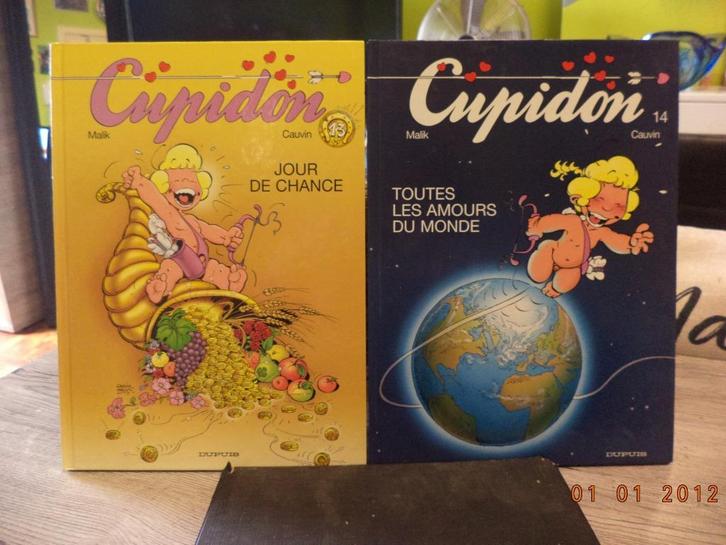 Cupidon
Malik
Cauvin
13
JOUR
DE CHANCE
DUPUIS
Cupidon
14
Malik
Cauvin
TOUTES
LES AMOURS
DU MONDE
DUPUIS
01 01 2012